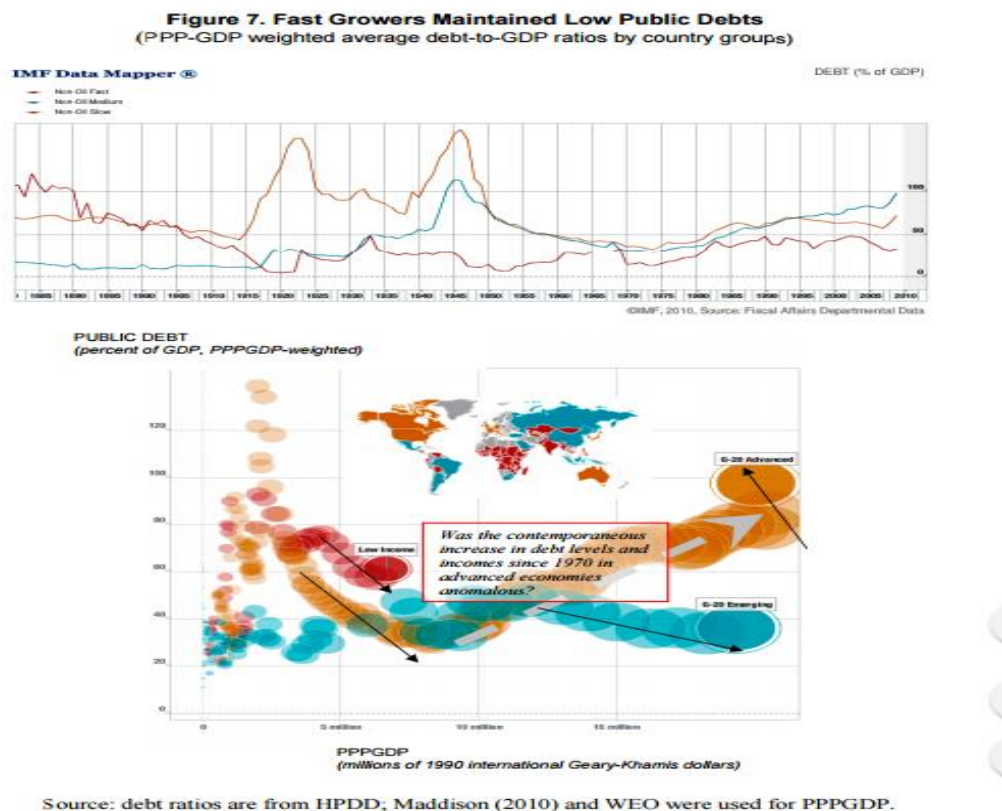 Figure 7. Fast Growers Maintained Low Public Debts
(PPP-GDP weighted average debt-to-GDP ratios by country groups)
IMF Data Mapper ®
DEBT (% of GDP)
Non-Oil Fast
Non-Oil Medium
Non-Oil Slow
100
50
0
1885 1890 1895 1900 1905 1910 1915 1920 1925 1930 1935 1940 1945 1950 1955 1960 1965 1970 1975 1980 1985 1990 1995 2000 2005 2010
©IMF, 2010, Source: Fiscal Affairs Departmental Data
PUBLIC DEBT
(percent of GDP, PPPGDP-weighted)
120
100
80
60
40
20
0
G-20 Advanced
Low Income
Was the contemporaneous
increase in debt levels and
incomes since 1970 in
advanced economies
anomalous?
G-20 Emerging
0 5 million 10 million 15 million
PPPGDP
(millions of 1990 international Geary-Khamis dollars)
Source: debt ratios are from HPDD; Maddison (2010) and WEO were used for PPPGDP.